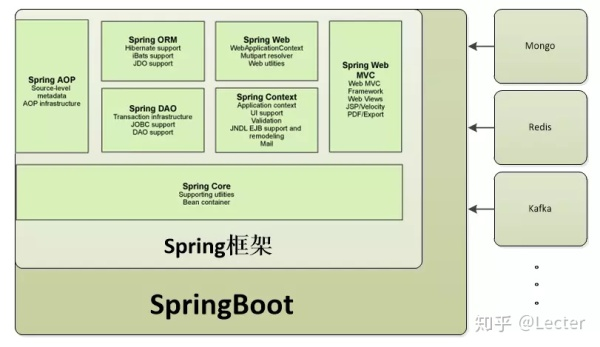 Spring AOP
Source-level
metadata
AOP infrastructure
Spring ORM
Hibernate support
iBats support
JDO support
Spring Web
WebApplicationContext
Mutipart resolver
Web utilities
Spring Web
MVC
Web MVC
Framework
Web Views
JSP/Velocity
PDF/Export
Spring DAO
Transaction infrastructure
JOBC support
DAO support
Spring Context
Application context
UI support
Validation
JNDL EJB support and
remodeling
Mail
Spring Core
Supporting utilities
Bean container
Spring框架
SpringBoot
Mongo
Redis
Kafka
知乎 @Lecter